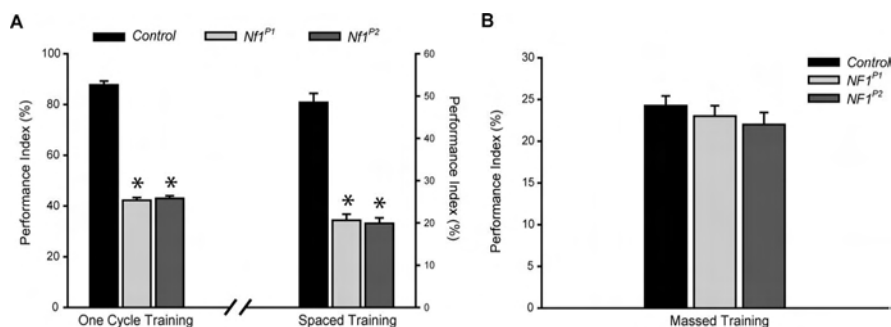 A
Control
Nf1P1
Nf1P2
Performance Index (%)
100
80
60
40
20
0
* *
* *
One Cycle Training
Spaced Training
60
50
40
30
20
10
0
Performance Index (%)
B
Performance Index (%)
30
25
20
15
10
5
0
Control
NF1P1
NF1P2
Massed Training